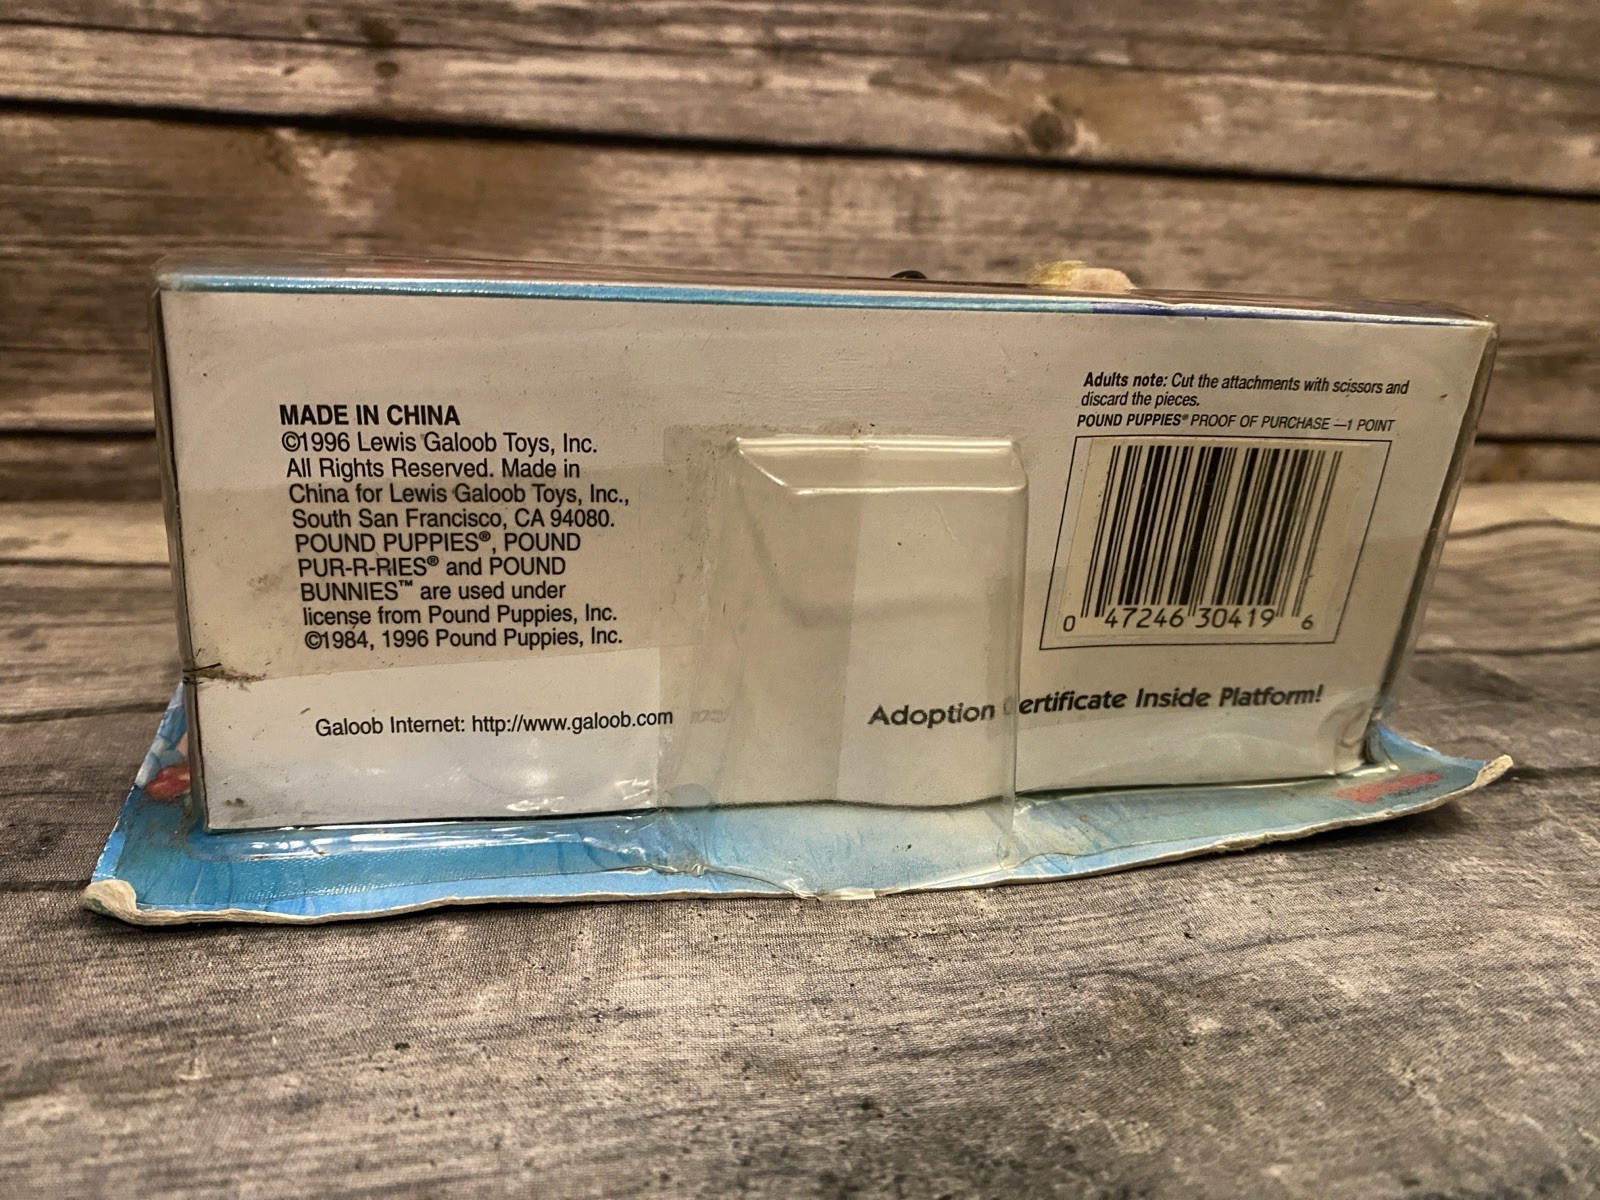 MADE IN CHINA
©1996 Lewis Galoob Toys, Inc.
All Rights Reserved. Made in
China for Lewis Galoob Toys, Inc.,
South San Francisco, CA 94080.
POUND PUPPIES®, POUND
PUR-R-RIES® and POUND
BUNNIES™ are used under
license from Pound Puppies, Inc.
©1984, 1996 Pound Puppies, Inc.
Galoob Internet: http://www.galoob.com
Adults note: Cut the attachments with scissors and
discard the pieces.
POUND PUPPIES® PROOF OF PURCHASE —1 POINT
0 47246 30419 6
Adoption Certificate Inside Platform!